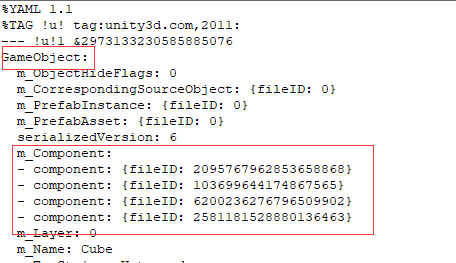 %YAML 1.1
%TAG !u! tag:unity3d.com,2011:
--- !u!1 &2973133230585885076
GameObject:
  m_ObjectHideFlags: 0
  m_CorrespondingSourceObject: {fileID: 0}
  m_PrefabInstance: {fileID: 0}
  m_PrefabAsset: {fileID: 0}
  serializedVersion: 6
  m_Component:
  - component: {fileID: 2095767962853658868}
  - component: {fileID: 103699644174867565}
  - component: {fileID: 6200236276796509902}
  - component: {fileID: 2581181528880136463}
  m_Layer: 0
  m_Name: Cube